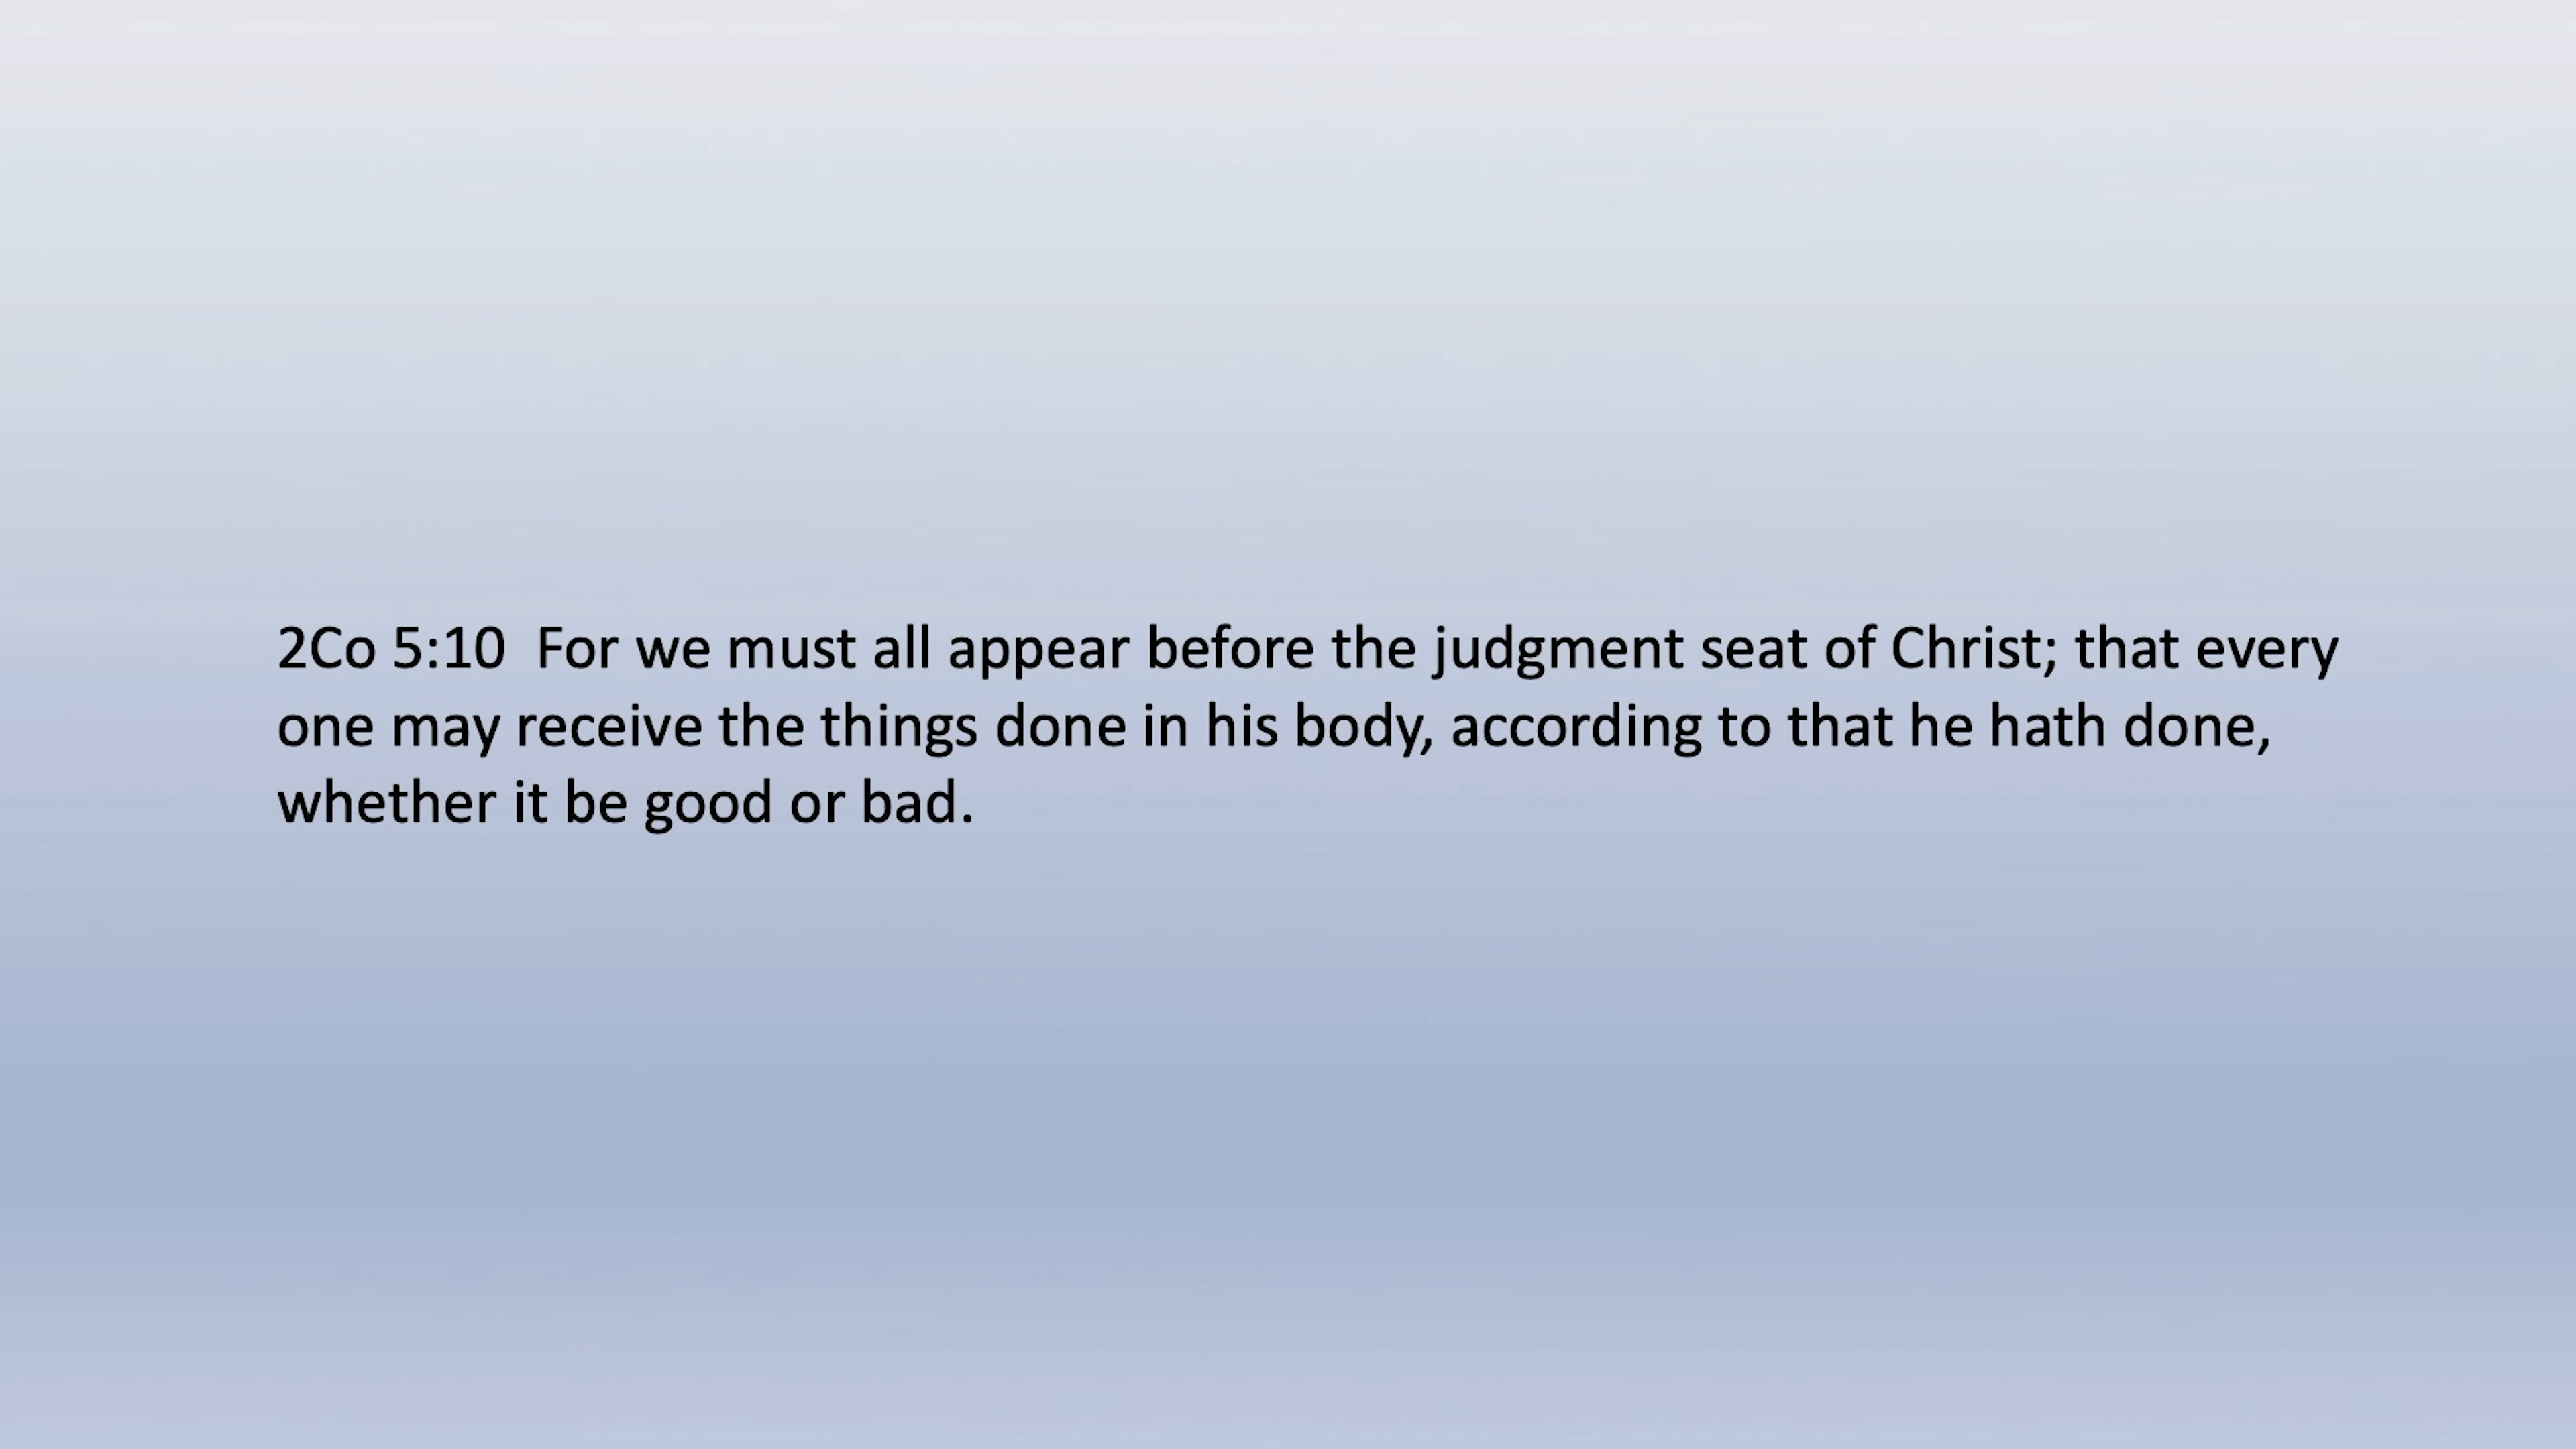 2Co 5:10  For we must all appear before the judgment seat of Christ; that every
one may receive the things done in his body, according to that he hath done,
whether it be good or bad.